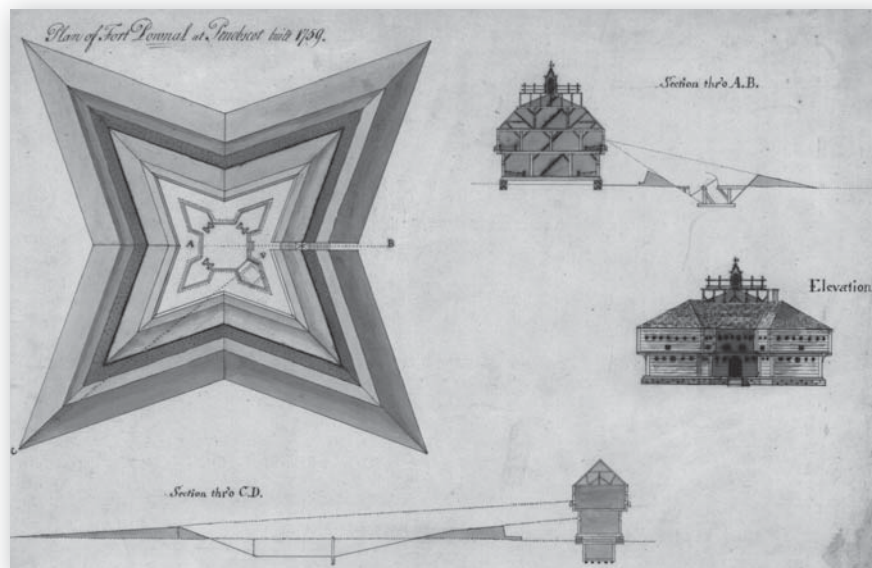 Plan of Fort Pownal at Penobscot built 1759.
Section thro A.B.
A
B
Elevation
C
Section thro C.D.